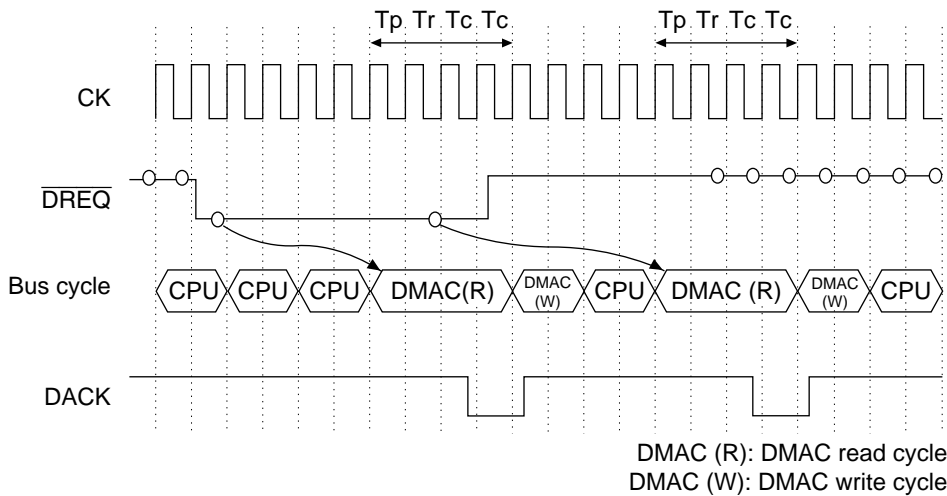 Tp Tr Tc Tc Tp Tr Tc Tc
CK
DREQ
Bus cycle CPU CPU CPU DMAC(R) DMAC (W) CPU DMAC (R) DMAC (W) CPU
DACK
DMAC (R): DMAC read cycle
DMAC (W): DMAC write cycle